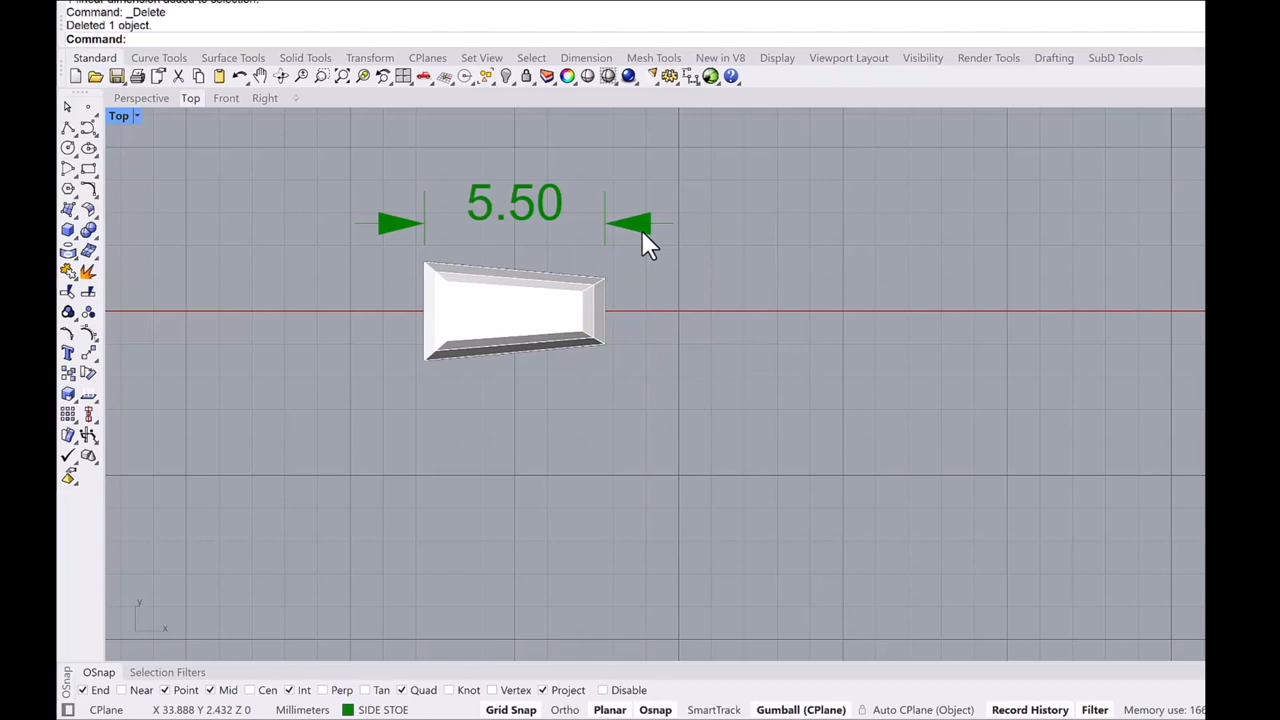 Command: _Delete
Deleted 1 object.
Command:
Standard Curve Tools Surface Tools Solid Tools Transform CPlanes Set View Select Dimension Mesh Tools New in V8 Display Viewport Layout Visibility Render Tools Drafting SubD Tools
Perspective Top Front Right
Top
5.50
y
x
OSnap Selection Filters
OSnap
End Near Point Mid Cen Int Perp Tan Quad Knot Vertex Project Disable
CPlane X 33.888 Y 2.432 Z 0 Millimeters SIDE STOE Grid Snap Ortho Planar Osnap SmartTrack Gumball (CPlane) Auto CPlane (Object) Record History Filter Memory use: 166